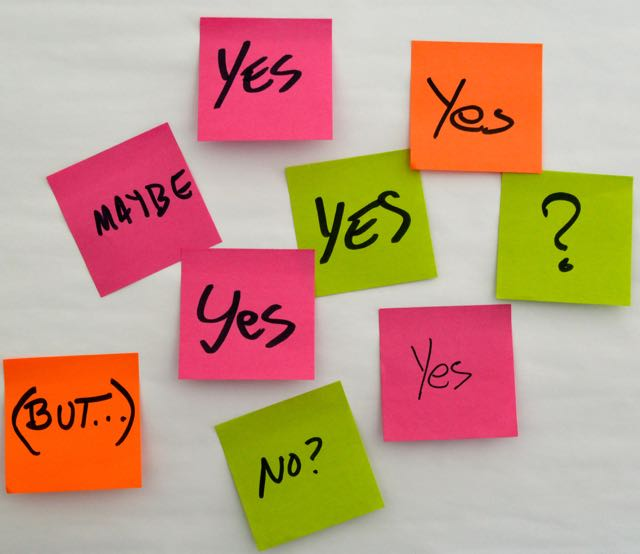 YES
Yes
MAYBE
YES
?
Yes
Yes
(BUT...)
NO?